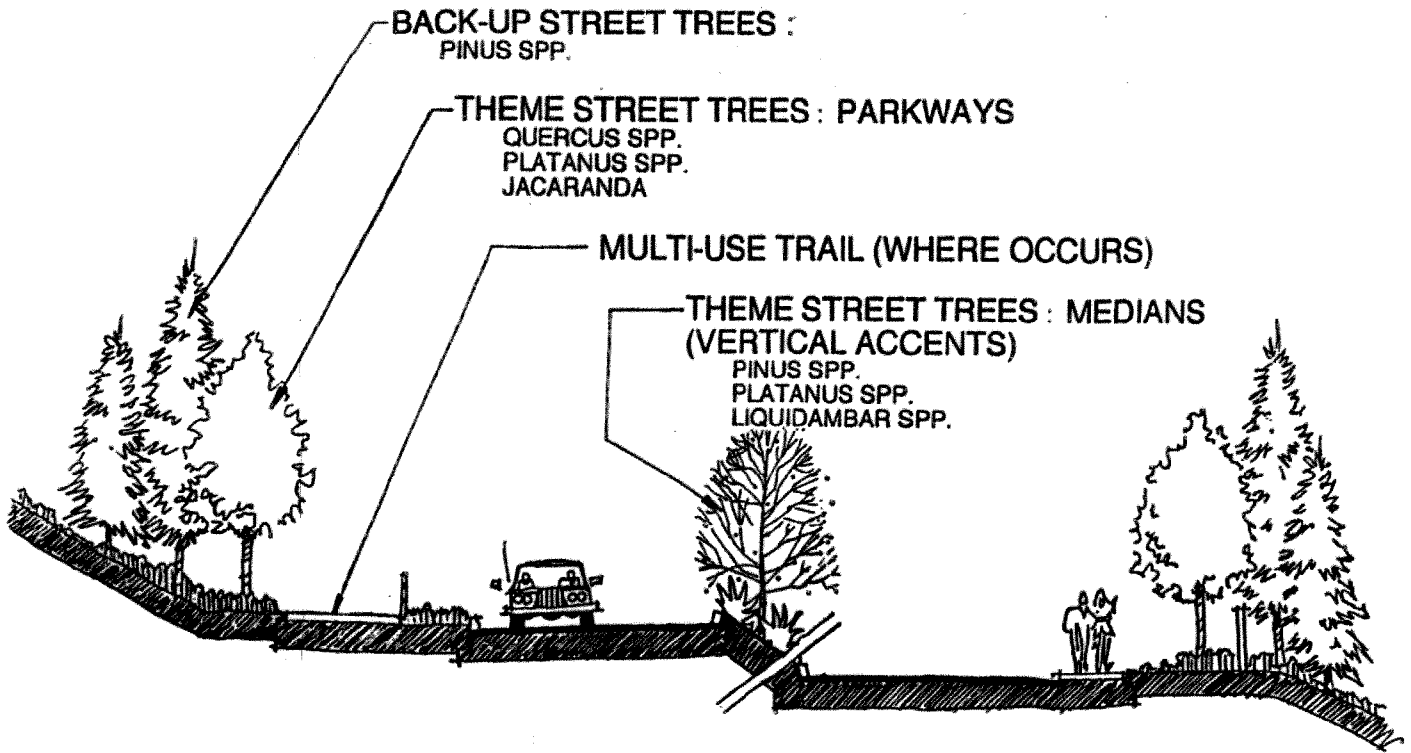 BACK-UP STREET TREES :
PINUS SPP.
THEME STREET TREES : PARKWAYS
QUERCUS SPP.
PLATANUS SPP.
JACARANDA
MULTI-USE TRAIL (WHERE OCCURS)
THEME STREET TREES : MEDIANS
(VERTICAL ACCENTS)
PINUS SPP.
PLATANUS SPP.
LIQUIDAMBAR SPP.